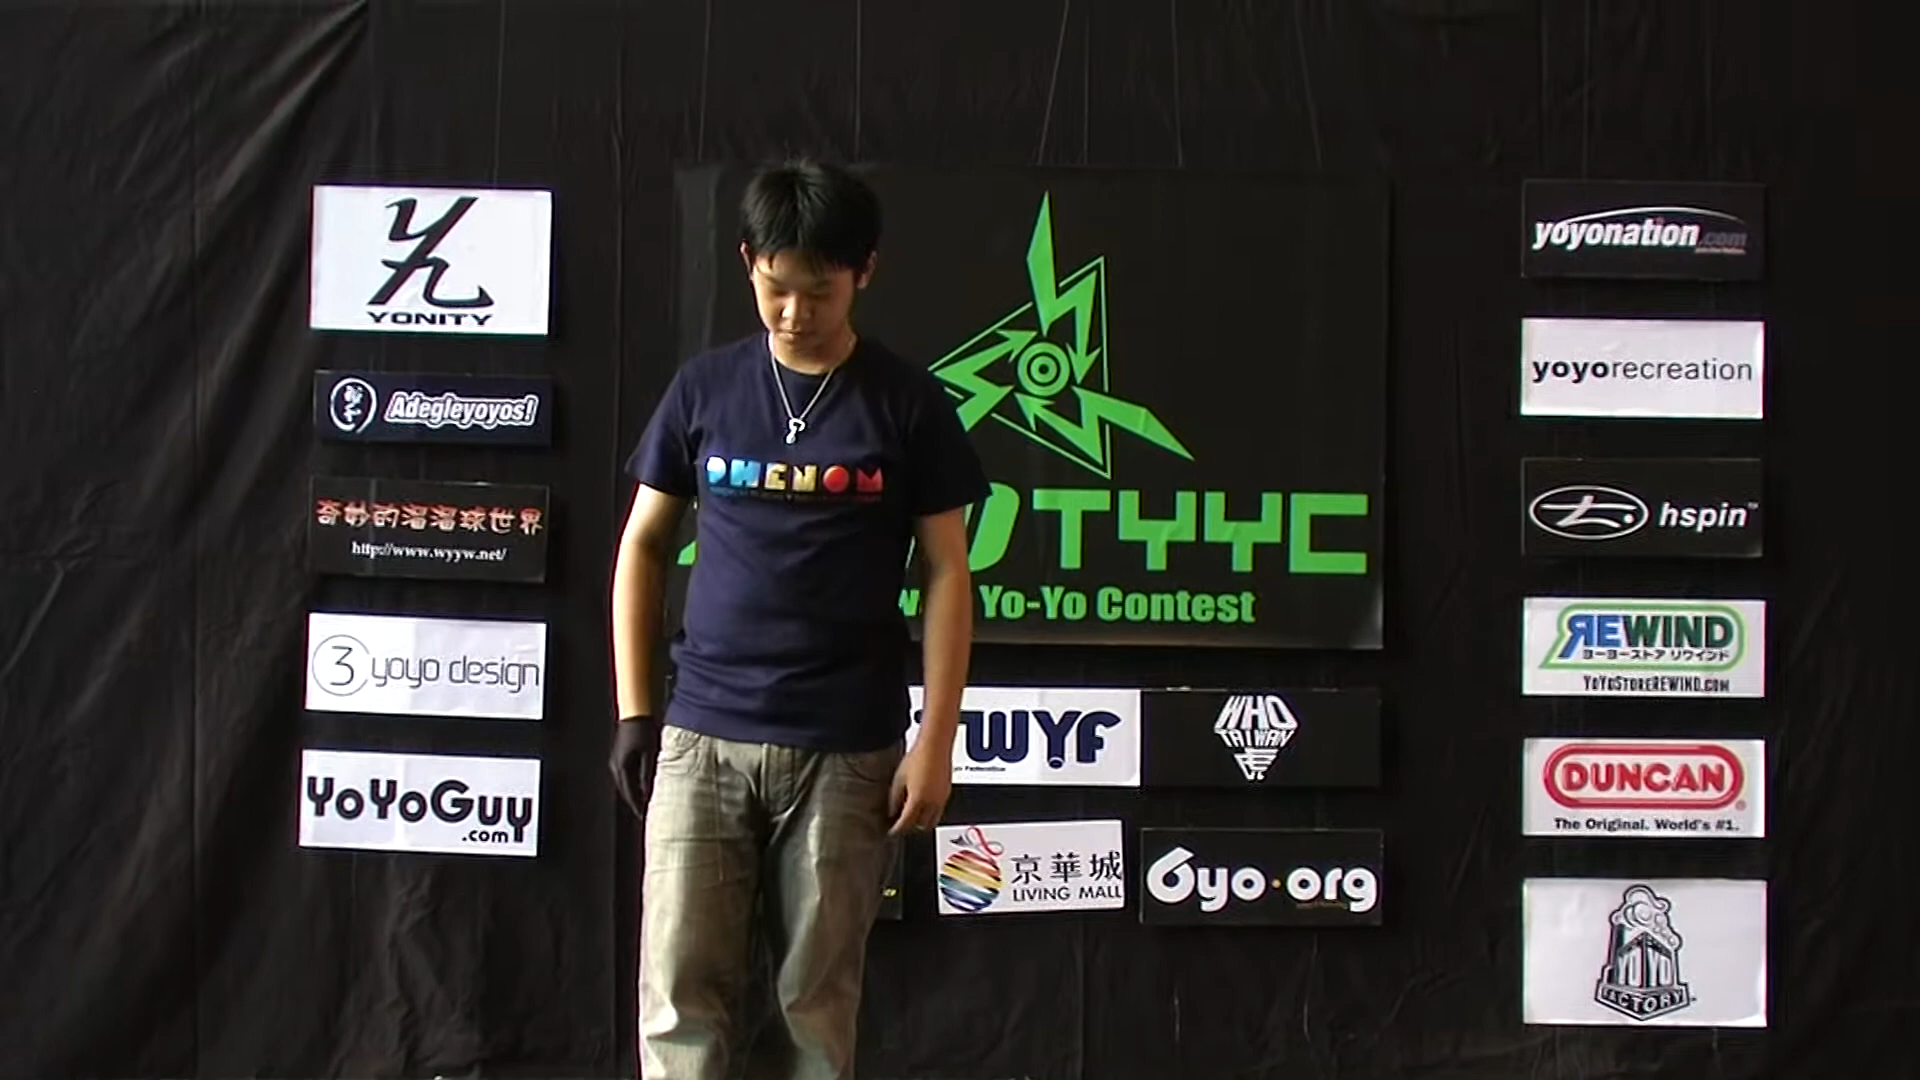 YONITY
Adegleyoyos!
奇妙的溜溜球世界
http://www.wyyw.net/
3 yoyo design
YoYoGuy
.com
PHENOM
TYYC
Yo-Yo Contest
TWYF
WHO
TAIWAN
虎
京華城
LIVING MALL
6yo.org
yoyonation.com
yoyorecreation
hspin™
REWIND
ヨーヨーストア リワインド
YoYoStoreREWIND.com
DUNCAN®
The Original. World's #1.
YOYO
FACTORY